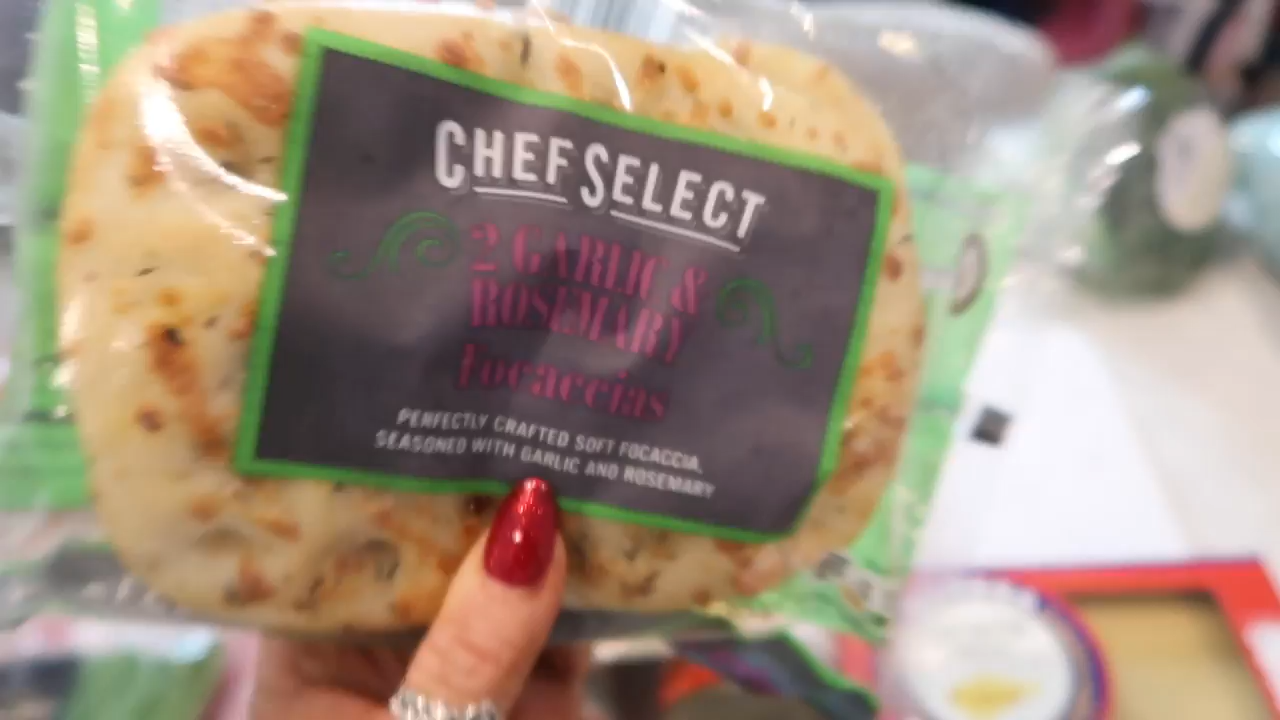 CHEF SELECT
2 GARLIC &
ROSEMARY
Focaccias
PERFECTLY CRAFTED SOFT FOCACCIA,
SEASONED WITH GARLIC AND ROSEMARY